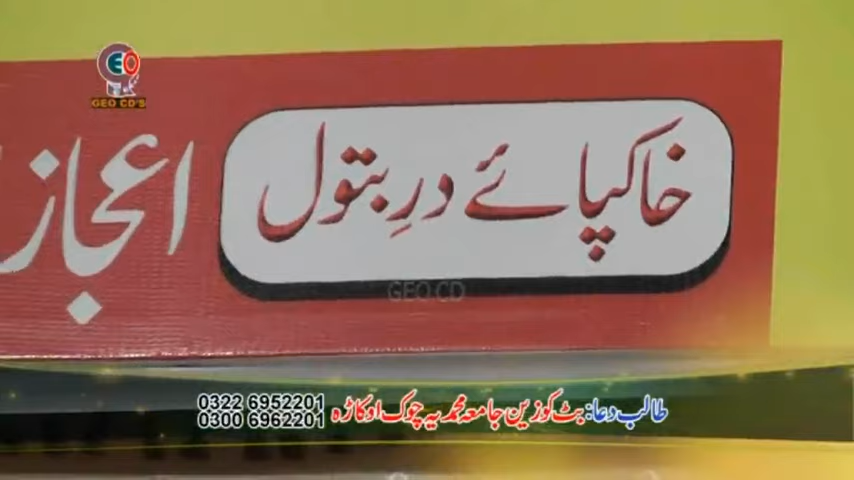 GEO CD'S
خاکپائے درِ بتول
اعجاز
GEO.CD
طالب دعا: بٹ کوزین جامعہ محمدیہ چوک اوکاڑہ
0322 6952201
0300 6962201